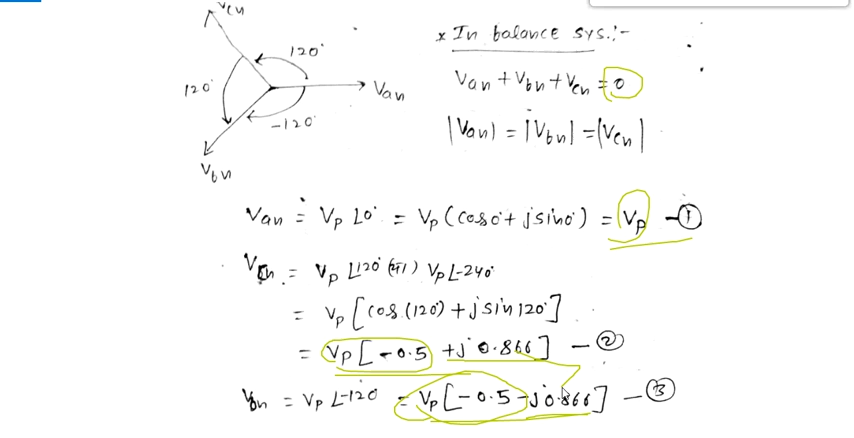 Vcn
120°
120°
Van
-120°
Vbn
x In balance sys.:-
Van + Vbn + Vcn = 0
|Van| = |Vbn| = |Vcn|
Van = Vp ∠0° = Vp (cos0° + j sin0°) = Vp - ①
Vcn = Vp ∠120° (या) Vp ∠-240°
= Vp [cos (120°) + j sin 120°]
= Vp [-0.5 + j 0.866] - ②
Vbn = Vp ∠-120° = Vp [-0.5 - j 0.866] - ③